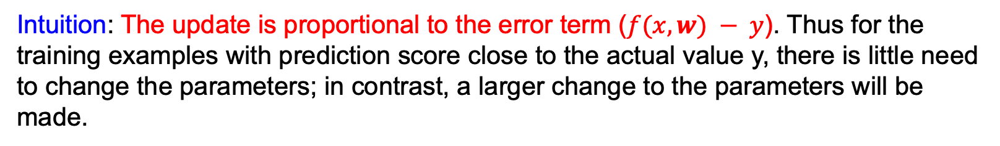 Intuition: The update is proportional to the error term (f(x, w) − y). Thus for the
training examples with prediction score close to the actual value y, there is little need
to change the parameters; in contrast, a larger change to the parameters will be
made.